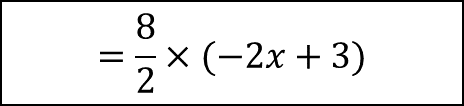 = 8/2 × (−2x + 3)